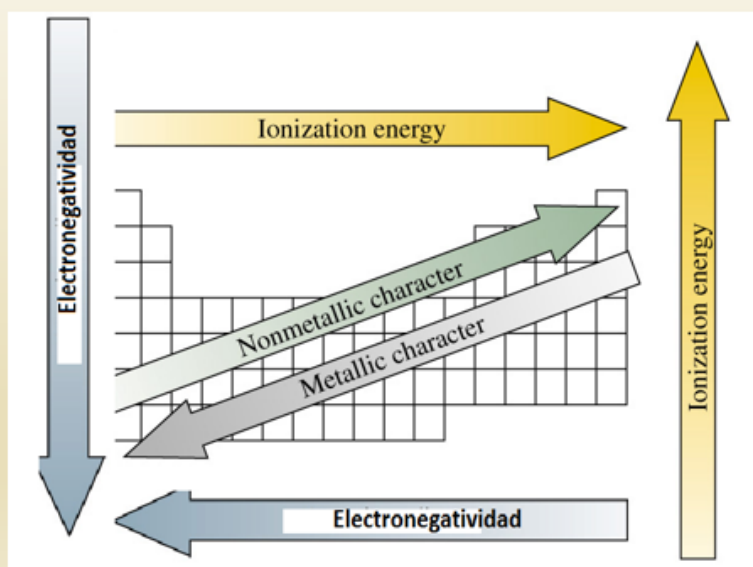 Ionization energy
Electronegatividad
Nonmetallic character
Metallic character
Ionization energy
Electronegatividad